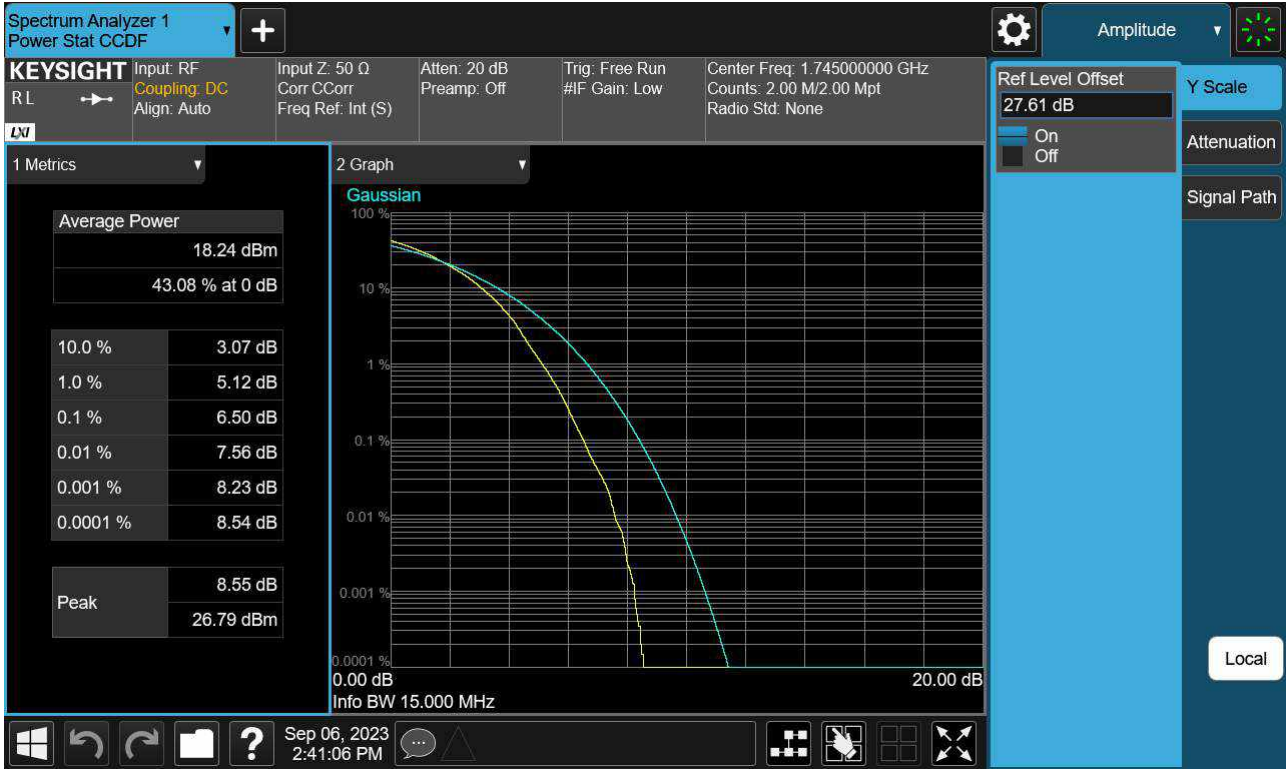 Spectrum Analyzer 1
Power Stat CCDF
+
Amplitude
KEYSIGHT
RL
LXI
Input: RF
Coupling: DC
Align: Auto
Input Z: 50 Ω
Corr CCorr
Freq Ref: Int (S)
Atten: 20 dB
Preamp: Off
Trig: Free Run
#IF Gain: Low
Center Freq: 1.745000000 GHz
Counts: 2.00 M/2.00 Mpt
Radio Std: None
Ref Level Offset
27.61 dB
On
Off
Y Scale
Attenuation
Signal Path
Local
1 Metrics
Average Power
18.24 dBm
43.08 % at 0 dB
10.0 % 3.07 dB
1.0 % 5.12 dB
0.1 % 6.50 dB
0.01 % 7.56 dB
0.001 % 8.23 dB
0.0001 % 8.54 dB
Peak
8.55 dB
26.79 dBm
2 Graph
Gaussian
100 %
10 %
1 %
0.1 %
0.01 %
0.001 %
0.0001 %
0.00 dB 20.00 dB
Info BW 15.000 MHz
?
Sep 06, 2023
2:41:06 PM